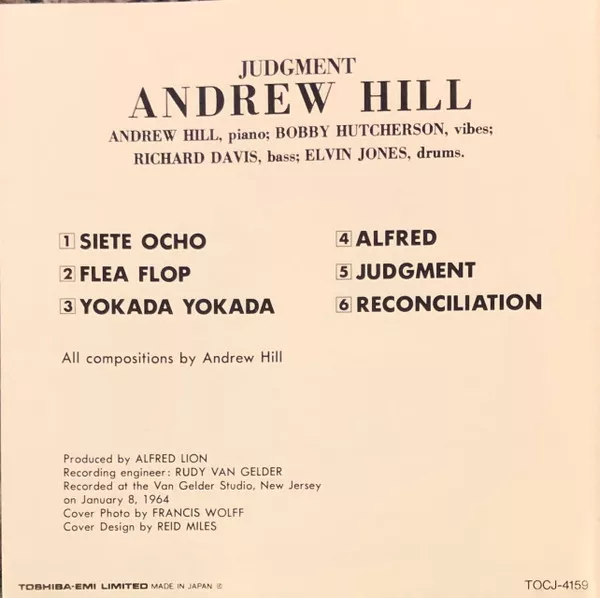 JUDGMENT
ANDREW HILL
ANDREW HILL, piano; BOBBY HUTCHERSON, vibes;
RICHARD DAVIS, bass; ELVIN JONES, drums.
1 SIETE OCHO
2 FLEA FLOP
3 YOKADA YOKADA
4 ALFRED
5 JUDGMENT
6 RECONCILIATION
All compositions by Andrew Hill
Produced by ALFRED LION
Recording engineer: RUDY VAN GELDER
Recorded at the Van Gelder Studio, New Jersey
on January 8, 1964
Cover Photo by FRANCIS WOLFF
Cover Design by REID MILES
TOSHIBA-EMI LIMITED MADE IN JAPAN
TOCJ-4159